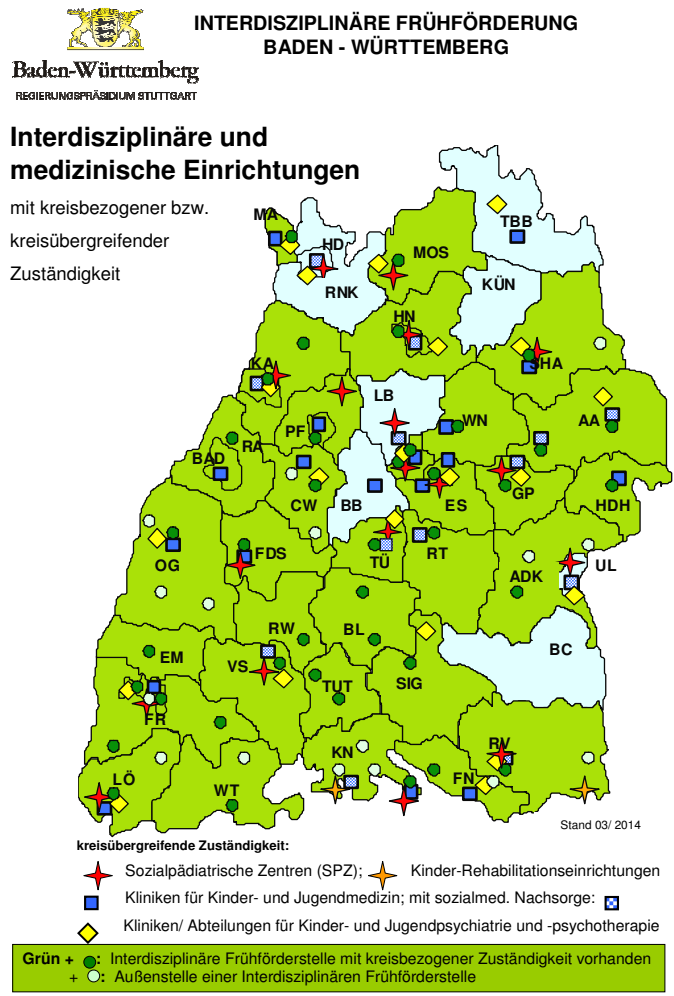 INTERDISZIPLINÄRE FRÜHFÖRDERUNG
BADEN - WÜRTTEMBERG
Baden-Württemberg
REGIERUNGSPRÄSIDIUM STUTTGART
Interdisziplinäre und
medizinische Einrichtungen
mit kreisbezogener bzw.
kreisübergreifender
Zuständigkeit
MA
TBB
HD
MOS
RNK
KÜN
HN
KA
SHA
LB
PF
WN
AA
RA
BAD
CW
BB
ES
GP
HDH
OG
FDS
TÜ
RT
ADK
UL
RW
BL
EM
VS
BC
TUT
SIG
FR
KN
RV
LÖ
WT
FN
Stand 03/ 2014
kreisübergreifende Zuständigkeit:
Sozialpädiatrische Zentren (SPZ); Kinder-Rehabilitationseinrichtungen
Kliniken für Kinder- und Jugendmedizin; mit sozialmed. Nachsorge:
Kliniken/ Abteilungen für Kinder- und Jugendpsychiatrie und -psychotherapie
Grün + : Interdisziplinäre Frühförderstelle mit kreisbezogener Zuständigkeit vorhanden
+ : Außenstelle einer Interdisziplinären Frühförderstelle